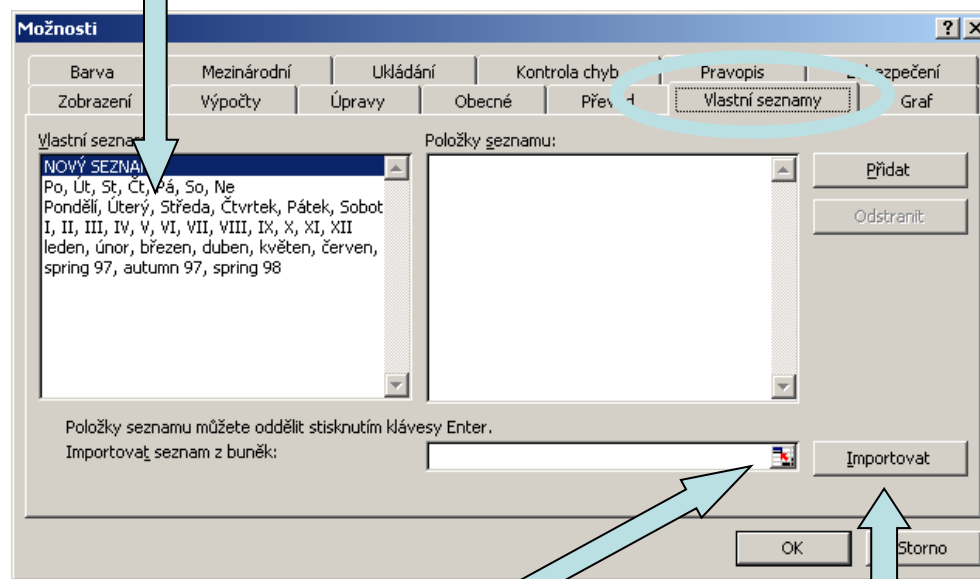 Možnosti
Barva Mezinárodní Ukládání Kontrola chyb Pravopis
Zobrazení Výpočty Úpravy Obecné Vlastní seznamy Graf
Vlastní Položky seznamu:
NOVÝ
Po, Út, St, Čt, Pá, So, Ne
Pondělí, Úterý, Středa, Čtvrtek, Pátek, Sobot
I, II, III, IV, V, VI, VII, VIII, IX, X, XI, XII
leden, únor, březen, duben, květen, červen,
spring 97, autumn 97, spring 98
Přidat
Odstranit
Položky seznamu můžete oddělit stisknutím klávesy Enter.
Importovat seznam z buněk:
Importovat
OK Storno